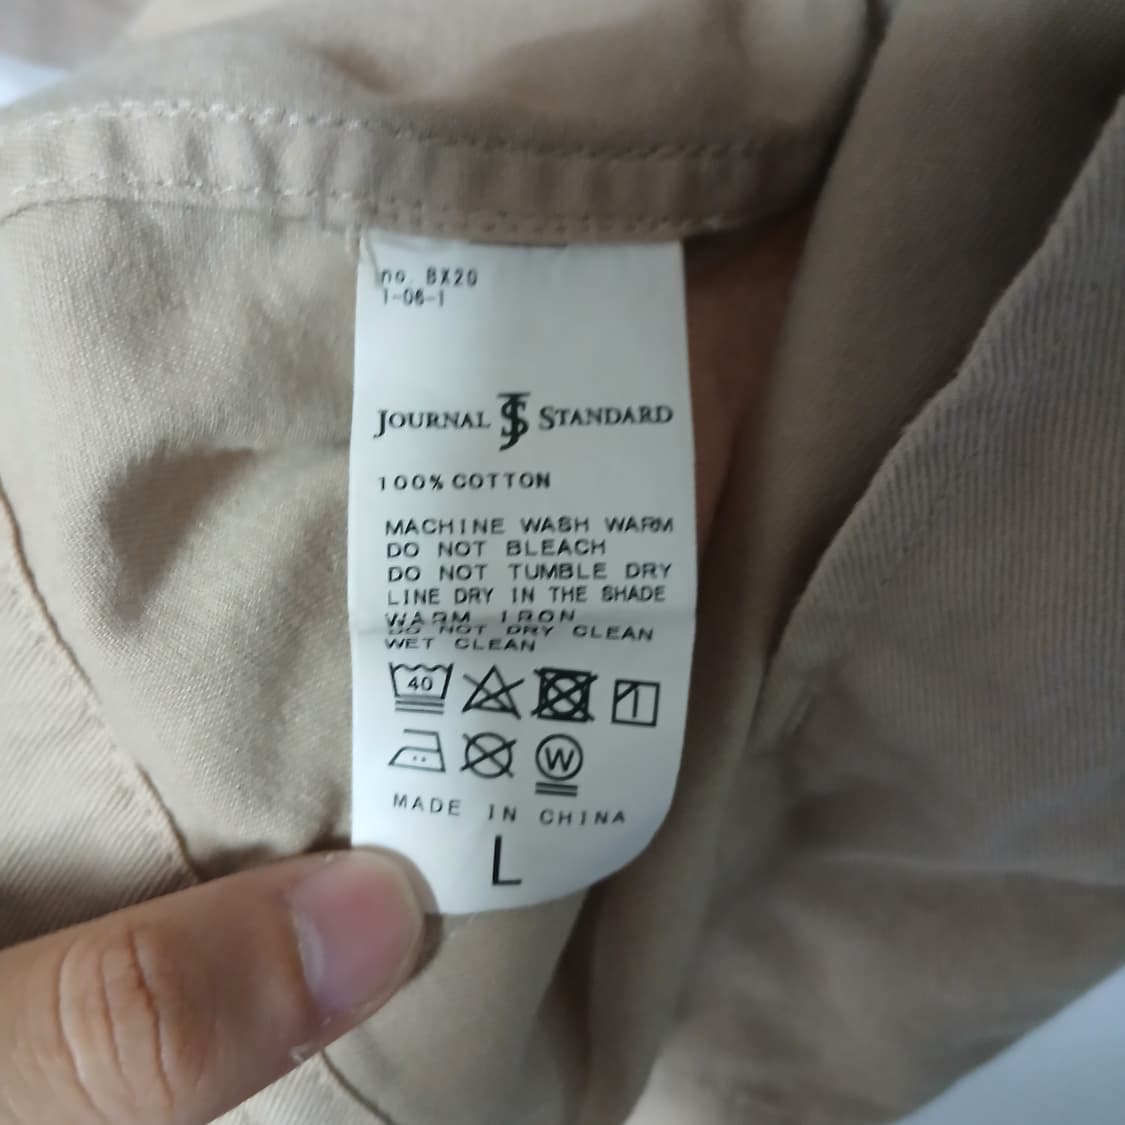 no. BX20
1-06-1
JOURNAL JS STANDARD
100% COTTON
MACHINE WASH WARM
DO NOT BLEACH
DO NOT TUMBLE DRY
LINE DRY IN THE SHADE
WARM IRON
DO NOT DRY CLEAN
WET CLEAN
40
W
MADE IN CHINA
L